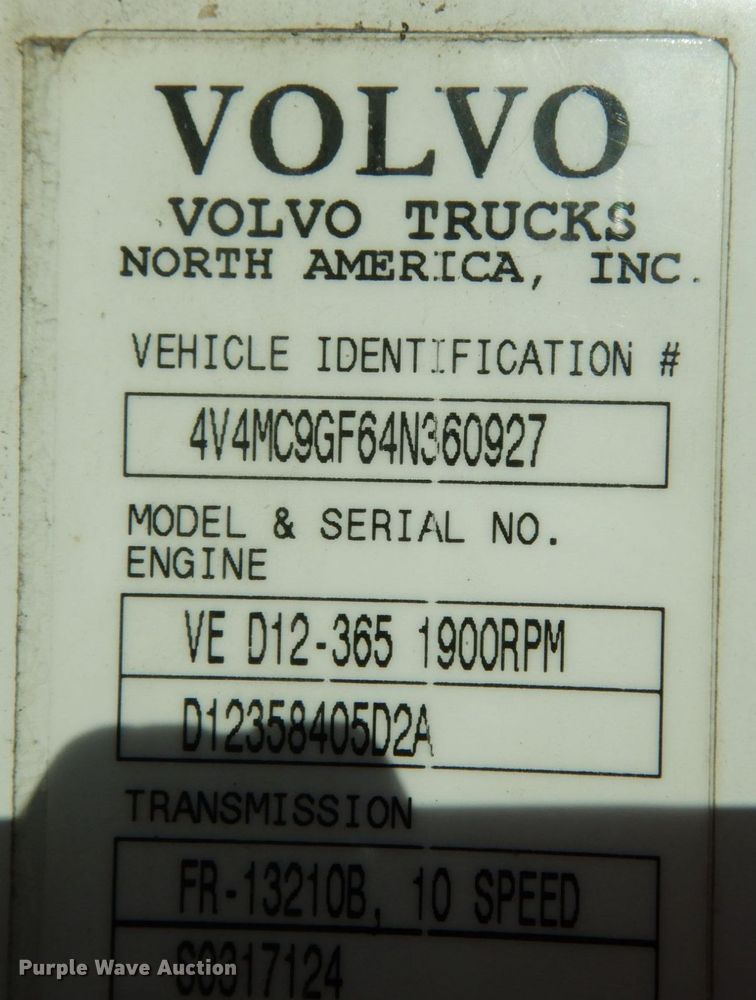 VOLVO
VOLVO TRUCKS
NORTH AMERICA, INC.
VEHICLE IDENTIFICATION #
4V4MC9GF64N360927
MODEL & SERIAL NO.
ENGINE
VE D12-365 1900RPM
D12358405D2A
TRANSMISSION
FR-13210B, 10 SPEED
S0317124
Purple Wave Auction